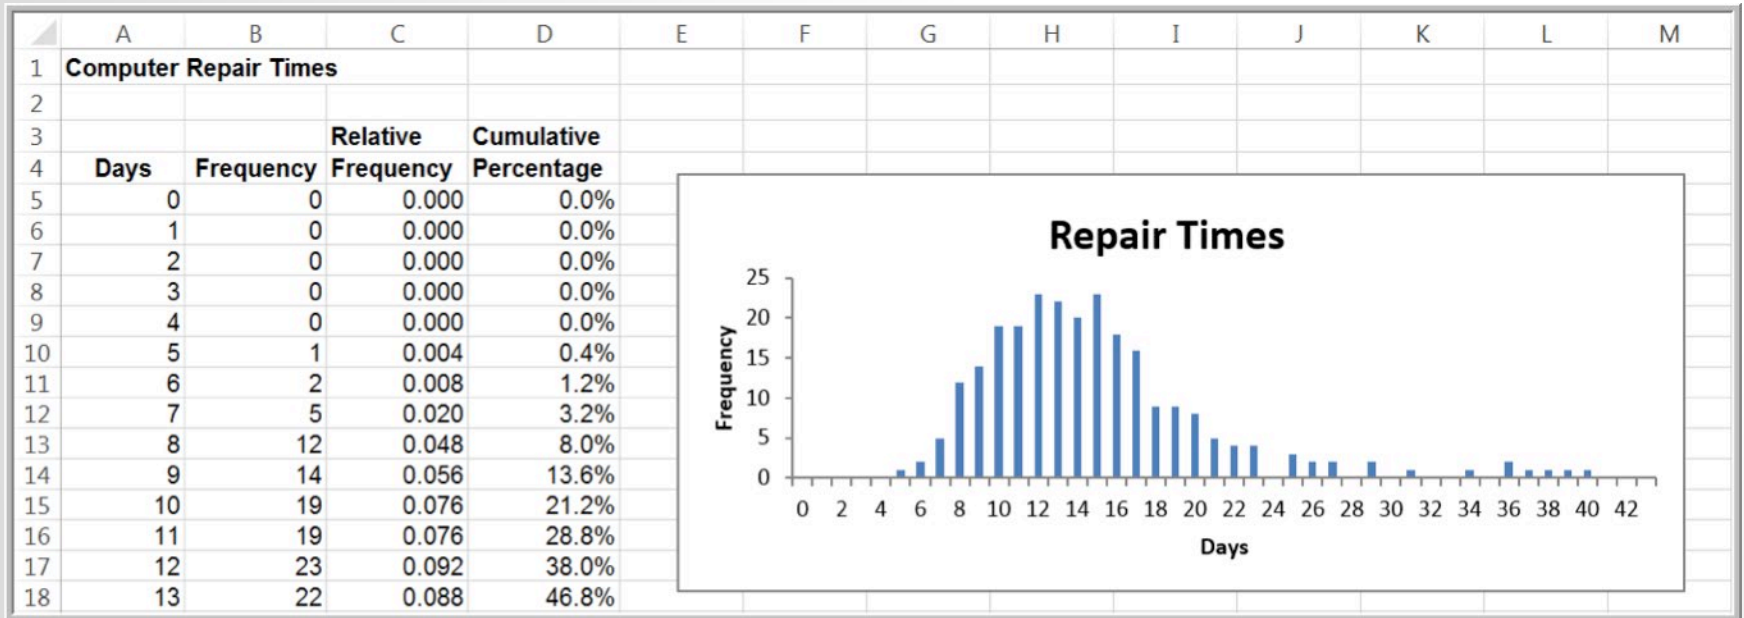 A B C D E F G H I J K L M
1 Computer Repair Times
2
3 Relative Cumulative
4 Days Frequency Frequency Percentage
5 0 0 0.000 0.0%
6 1 0 0.000 0.0%
7 2 0 0.000 0.0%
8 3 0 0.000 0.0%
9 4 0 0.000 0.0%
10 5 1 0.004 0.4%
11 6 2 0.008 1.2%
12 7 5 0.020 3.2%
13 8 12 0.048 8.0%
14 9 14 0.056 13.6%
15 10 19 0.076 21.2%
16 11 19 0.076 28.8%
17 12 23 0.092 38.0%
18 13 22 0.088 46.8%
Repair Times
Frequency
25
20
15
10
5
0
0 2 4 6 8 10 12 14 16 18 20 22 24 26 28 30 32 34 36 38 40 42
Days